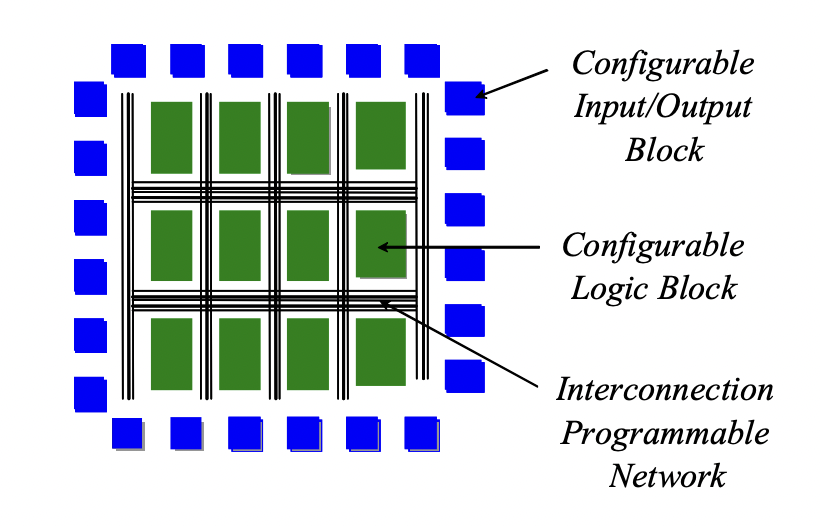 Configurable
Input/Output
Block
Configurable
Logic Block
Interconnection
Programmable
Network